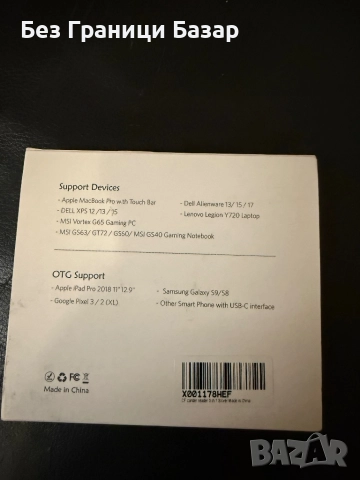 Без Граници Базар
Support Devices
- Apple MacBook Pro with Touch Bar
- DELL XPS 12 /13 /15
- MSI Vortex G65 Gaming PC
- MSI GS63/ GT72 / GS60/ MSI GS40 Gaming Notebook
- Dell Alienware 13/ 15 / 17
- Lenovo Legion Y720 Laptop
OTG Support
- Apple iPad Pro 2018 11" 12.9"
- Google Pixel 3 / 2 (XL)
- Samsung Galaxy S9/S8
- Other Smart Phone with USB-C interface
CE FC
Made in China
X001178HEF
bazar